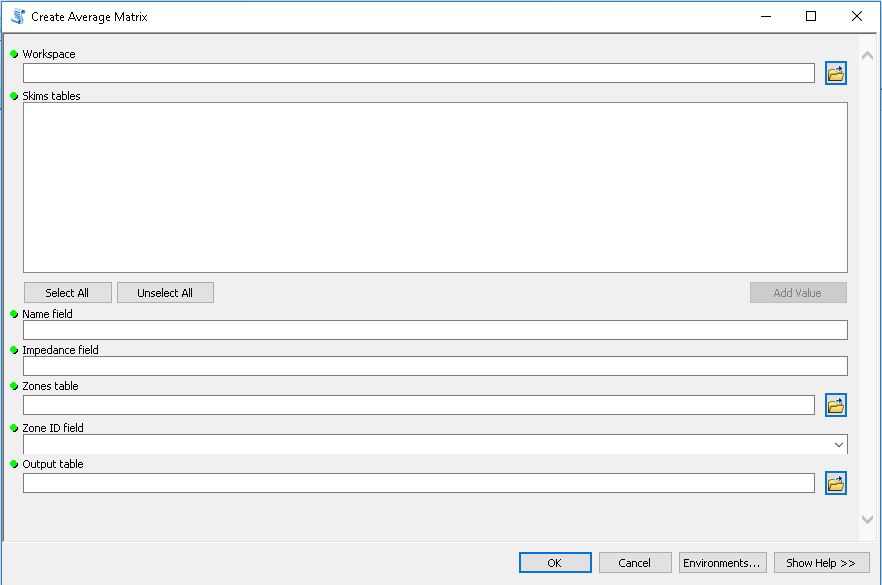 Create Average Matrix
Workspace
Skims tables
Select All
Unselect All
Add Value
Name field
Impedance field
Zones table
Zone ID field
Output table
OK
Cancel
Environments...
Show Help >>